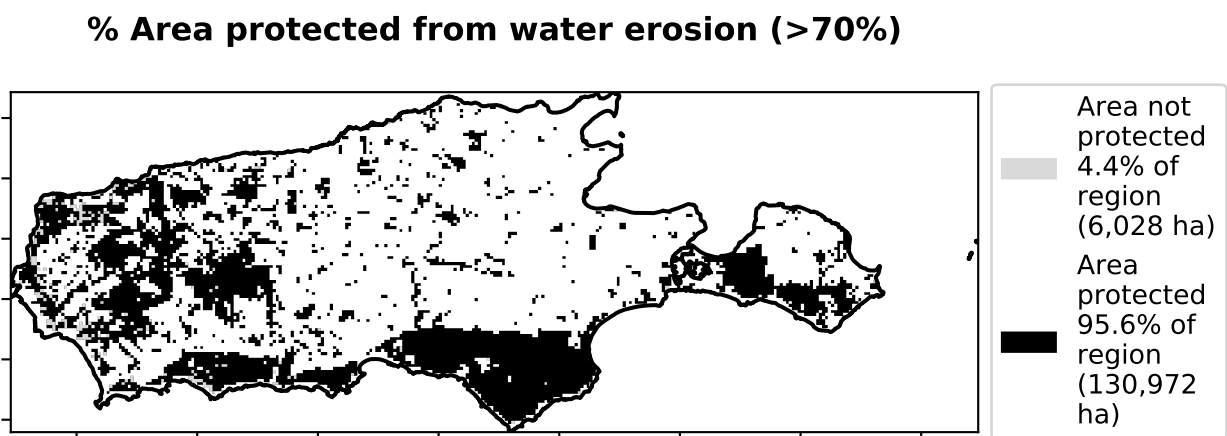 % Area protected from water erosion (>70%)
Area not
protected
4.4% of
region
(6,028 ha)
Area
protected
95.6% of
region
(130,972
ha)